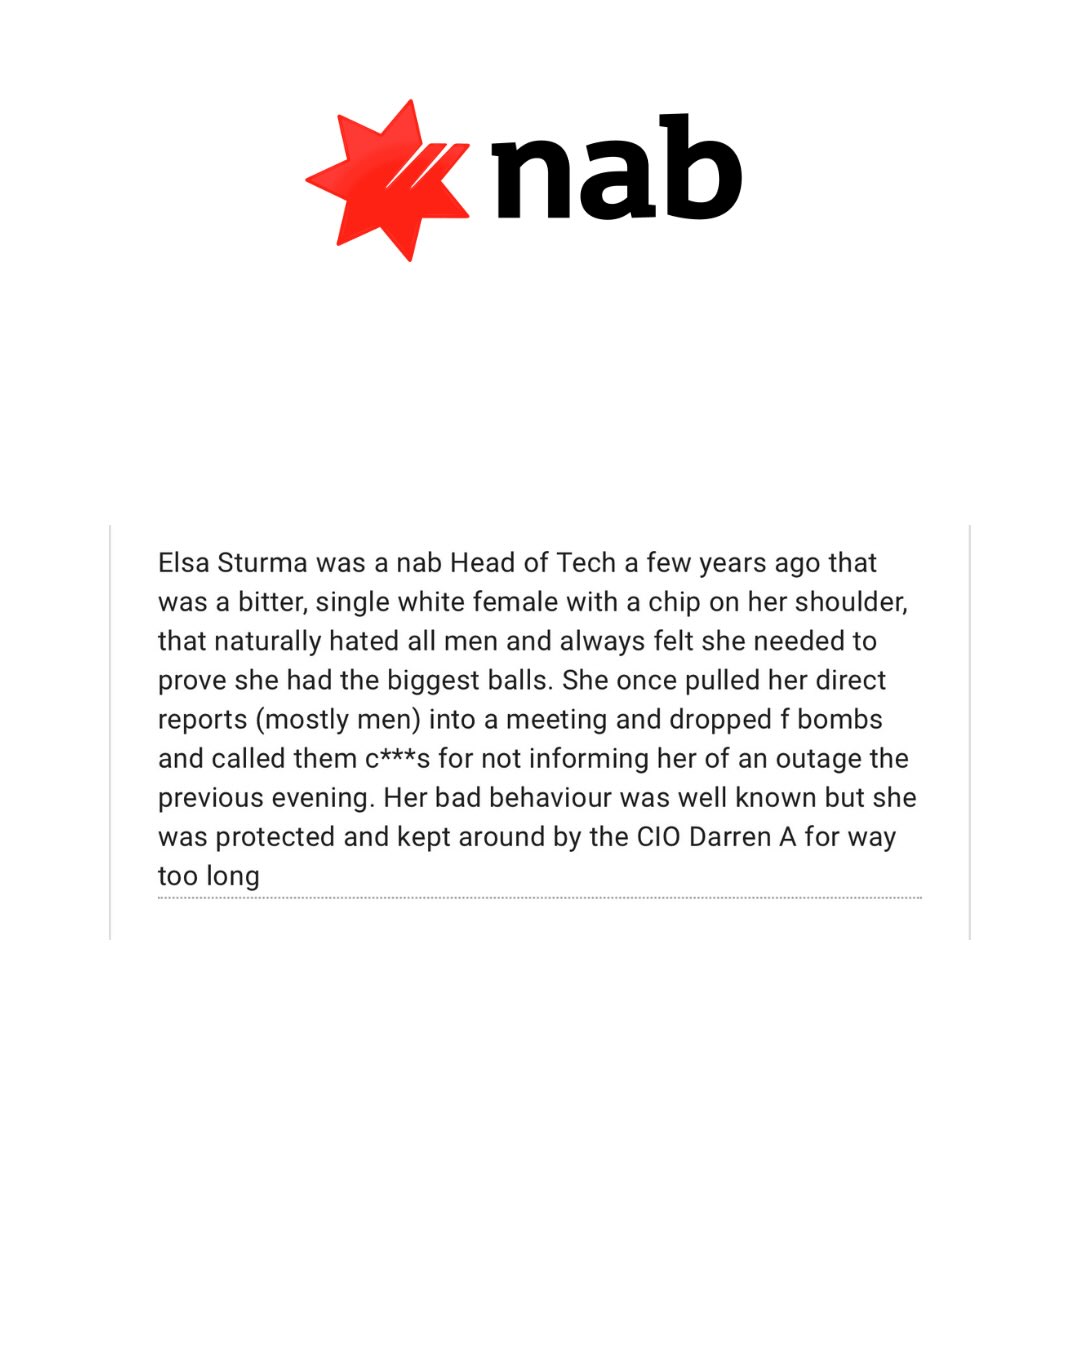 nab
Elsa Sturma was a nab Head of Tech a few years ago that
was a bitter, single white female with a chip on her shoulder,
that naturally hated all men and always felt she needed to
prove she had the biggest balls. She once pulled her direct
reports (mostly men) into a meeting and dropped f bombs
and called them c***s for not informing her of an outage the
previous evening. Her bad behaviour was well known but she
was protected and kept around by the CIO Darren A for way
too long